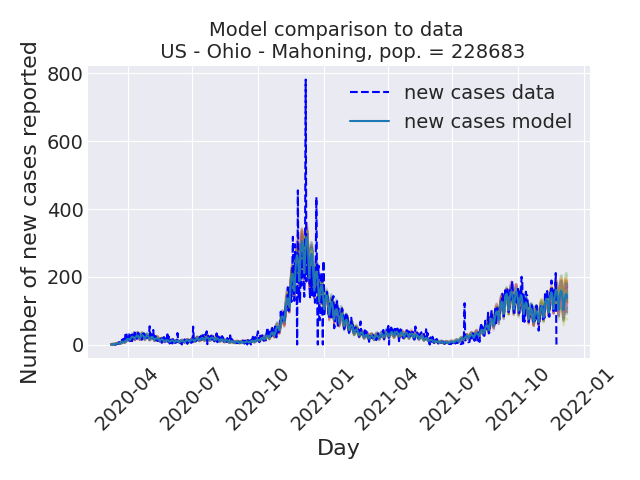 Model comparison to data
US - Ohio - Mahoning, pop. = 228683
Number of new cases reported
800
600
400
200
0
new cases data
new cases model
2020-04
2020-07
2020-10
2021-01
2021-04
2021-07
2021-10
2022-01
Day